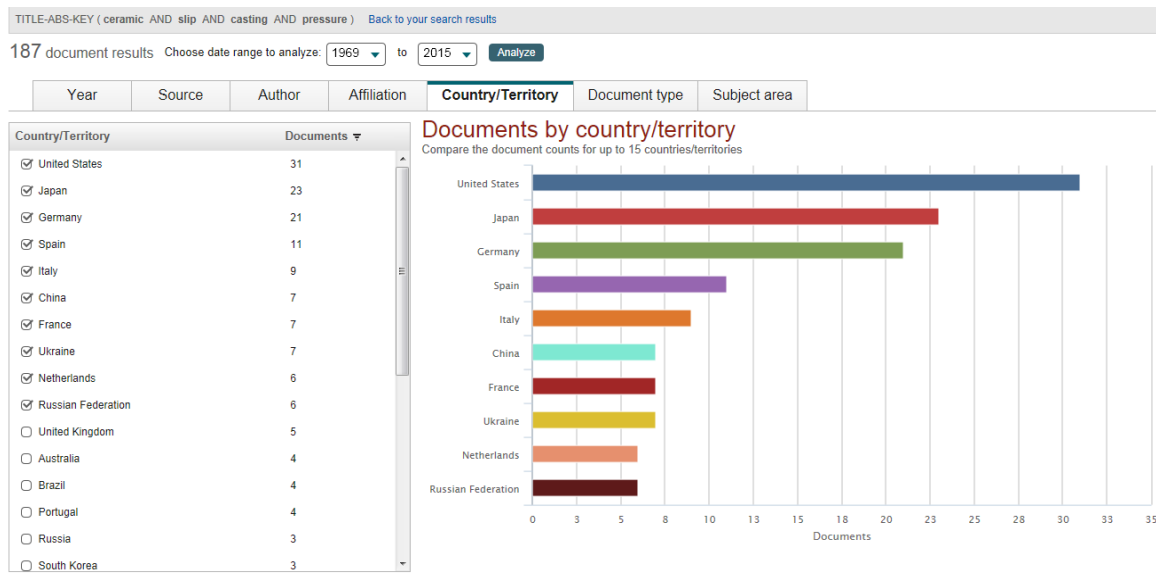 TITLE-ABS-KEY ( ceramic AND slip AND casting AND pressure ) Back to your search results
187 document results Choose date range to analyze: 1969 to 2015 Analyze
Year Source Author Affiliation Country/Territory Document type Subject area
Country/Territory Documents
United States 31
Japan 23
Germany 21
Spain 11
Italy 9
China 7
France 7
Ukraine 7
Netherlands 6
Russian Federation 6
United Kingdom 5
Australia 4
Brazil 4
Portugal 4
Russia 3
South Korea 3
Documents by country/territory
Compare the document counts for up to 15 countries/territories
United States
Japan
Germany
Spain
Italy
China
France
Ukraine
Netherlands
Russian Federation
0 3 5 8 10 13 15 18 20 23 25 28 30 33 35
Documents